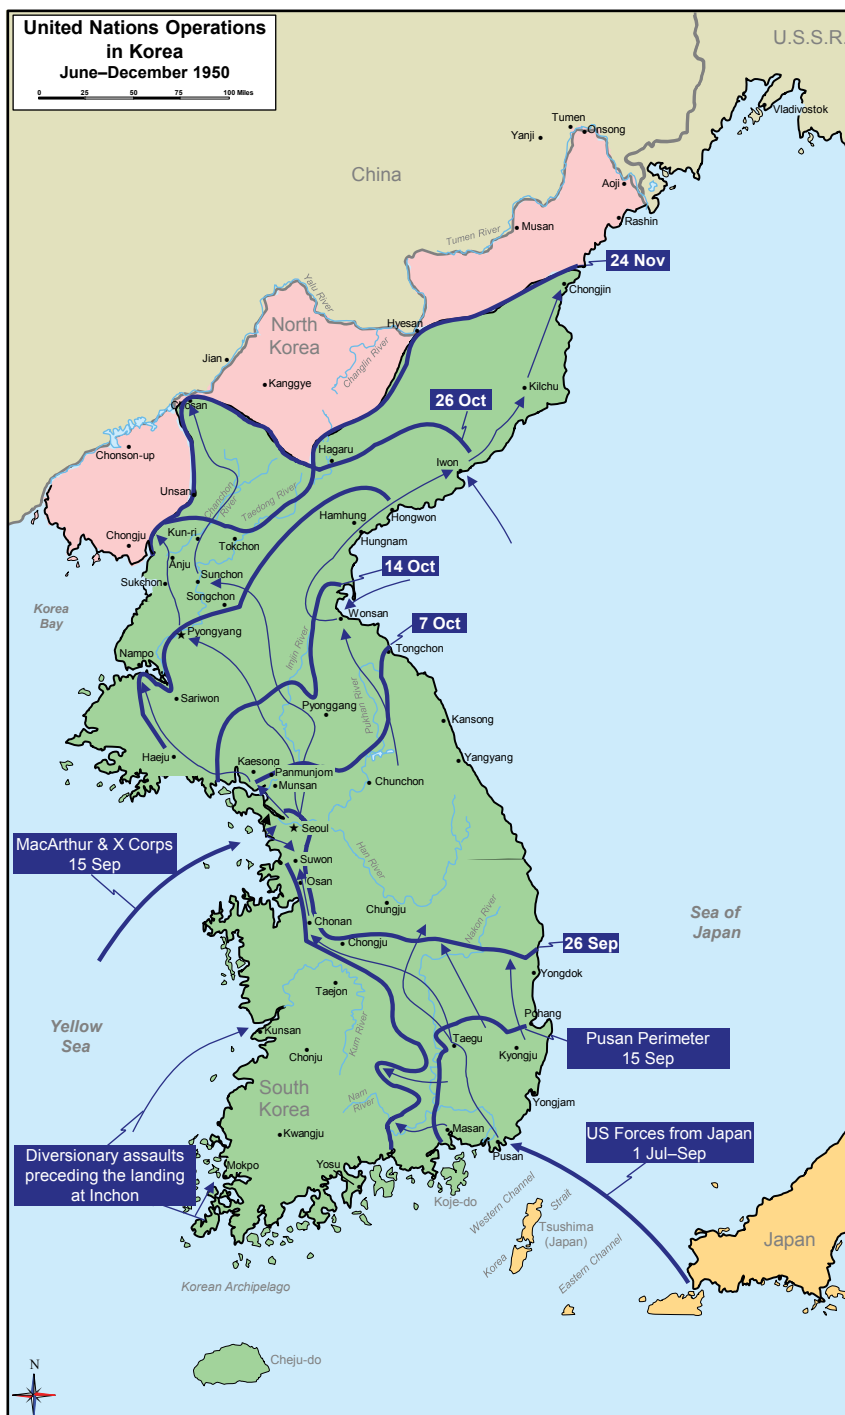 United Nations Operations
in Korea
June–December 1950
0 25 50 75 100 Miles
U.S.S.R.
Vladivostok
Tumen
Yanji
Onsong
China
Aoji
Rashin
Musan
Tumen River
24 Nov
Chongjin
Yalu River
Hyesan
North
Korea
Changlin River
Jian
Kanggye
Kilchu
26 Oct
Chosan
Chonson-up
Hagaru
Iwon
Unsan
Chanchon
River
Taedong River
Hamhung
Hongwon
Chongju
Kun-ri
Tokchon
Hungnam
Anju
Sukchon
Sunchon
14 Oct
Songchon
Korea
Bay
Wonsan
7 Oct
Pyongyang
Imjin River
Tongchon
Nampo
Sariwon
Pyonggang
Pukhan River
Kansong
Haeju
Kaesong
Yangyang
Panmunjom
Munsan
Chunchon
Seoul
MacArthur & X Corps
15 Sep
Suwon
Han River
Osan
Chungju
Nakon River
Sea of
Japan
Chonan
Chongju
26 Sep
Yongdok
Taejon
Yellow
Sea
Kunsan
Kum River
Pohang
Pusan Perimeter
15 Sep
Chonju
Taegu
Kyongju
South
Korea
Nam
River
Yongjam
Kwangju
Masan
US Forces from Japan
1 Jul–Sep
Diversionary assaults
preceding the landing
at Inchon
Mokpo
Yosu
Pusan
Koje-do
Western Channel
Strait
Tsushima
(Japan)
Korea
Eastern Channel
Japan
Korean Archipelago
Cheju-do
N